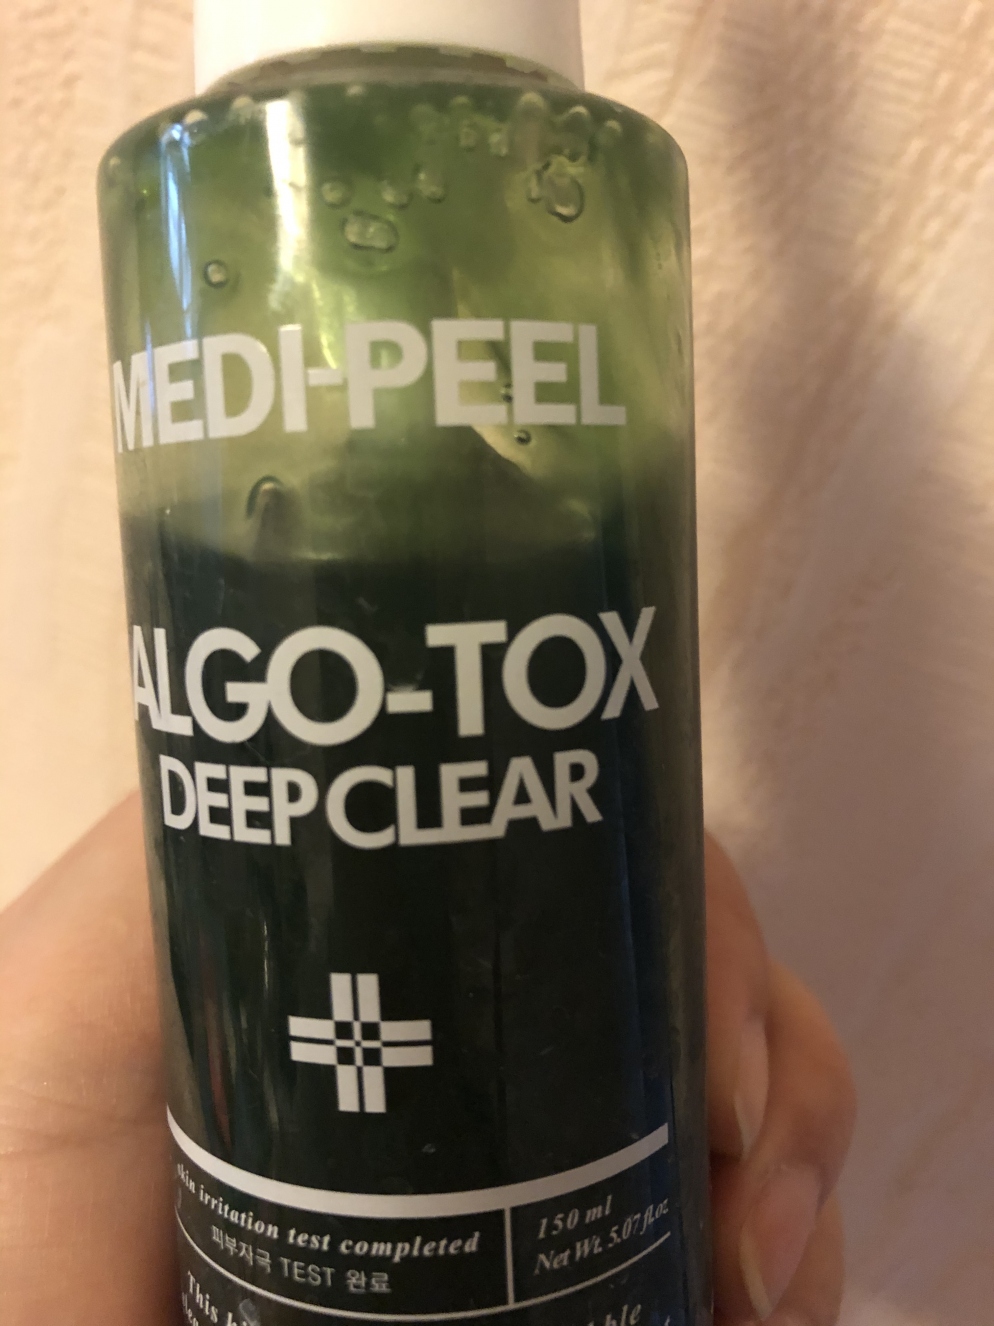 MEDI-PEEL
ALGO-TOX
DEEP CLEAR
skin irritation test completed
피부자극 TEST 완료
150 ml
Net Wt. 5.07 fl.oz
This